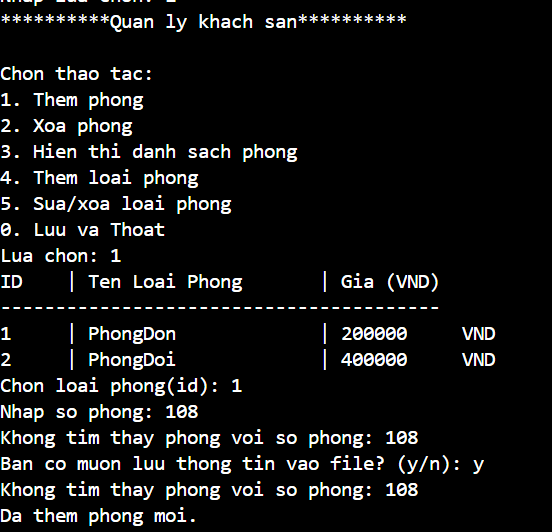 Nhap lua chon: 1
**********Quan ly khach san**********
Chon thao tac:
1. Them phong
2. Xoa phong
3. Hien thi danh sach phong
4. Them loai phong
5. Sua/xoa loai phong
0. Luu va Thoat
Lua chon: 1
ID    | Ten Loai Phong       | Gia (VND)
----------------------------------------
1     | PhongDon             | 200000     VND
2     | PhongDoi             | 400000     VND
Chon loai phong(id): 1
Nhap so phong: 108
Khong tim thay phong voi so phong: 108
Ban co muon luu thong tin vao file? (y/n): y
Khong tim thay phong voi so phong: 108
Da them phong moi.